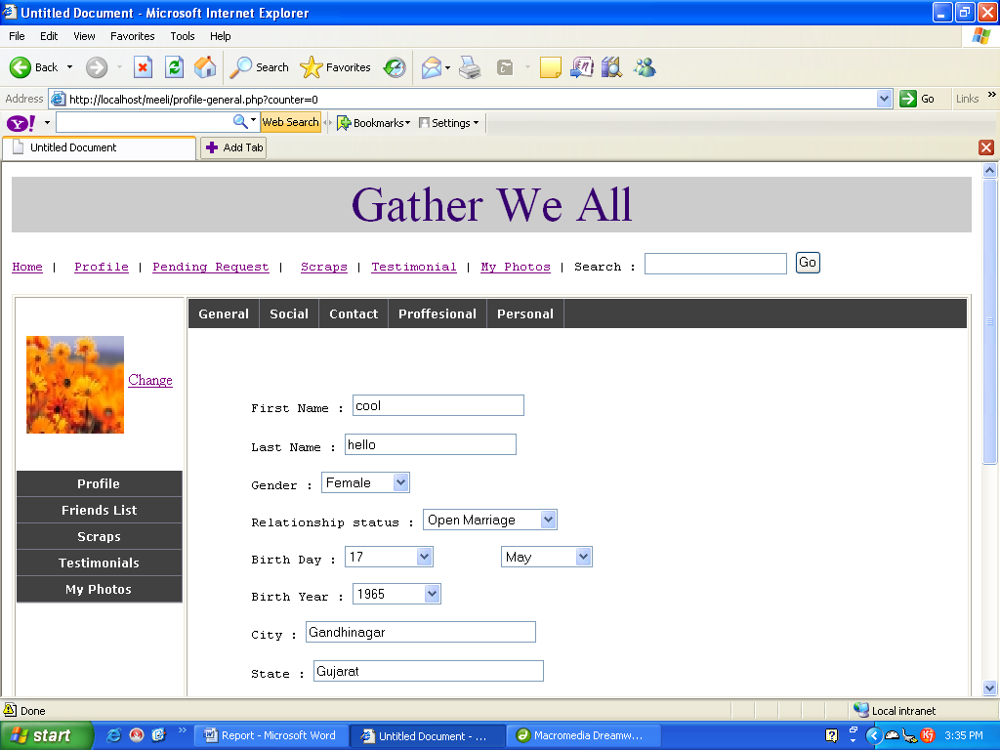 Untitled Document - Microsoft Internet Explorer
File Edit View Favorites Tools Help
Back Search Favorites
Address http://localhost/meeli/profile-general.php?counter=0 Go Links »
Y! Web Search Bookmarks Settings
Untitled Document Add Tab
Gather We All
Home | Profile | Pending Request | Scraps | Testimonial | My Photos | Search : Go
General Social Contact Proffesional Personal
Change
First Name : cool
Last Name : hello
Gender : Female
Relationship status : Open Marriage
Birth Day : 17 May
Birth Year : 1965
City : Gandhinagar
State : Gujarat
Profile
Friends List
Scraps
Testimonials
My Photos
Done Local intranet
start » Report - Microsoft Word Untitled Document - ... Macromedia Dreamw... K7 3:35 PM